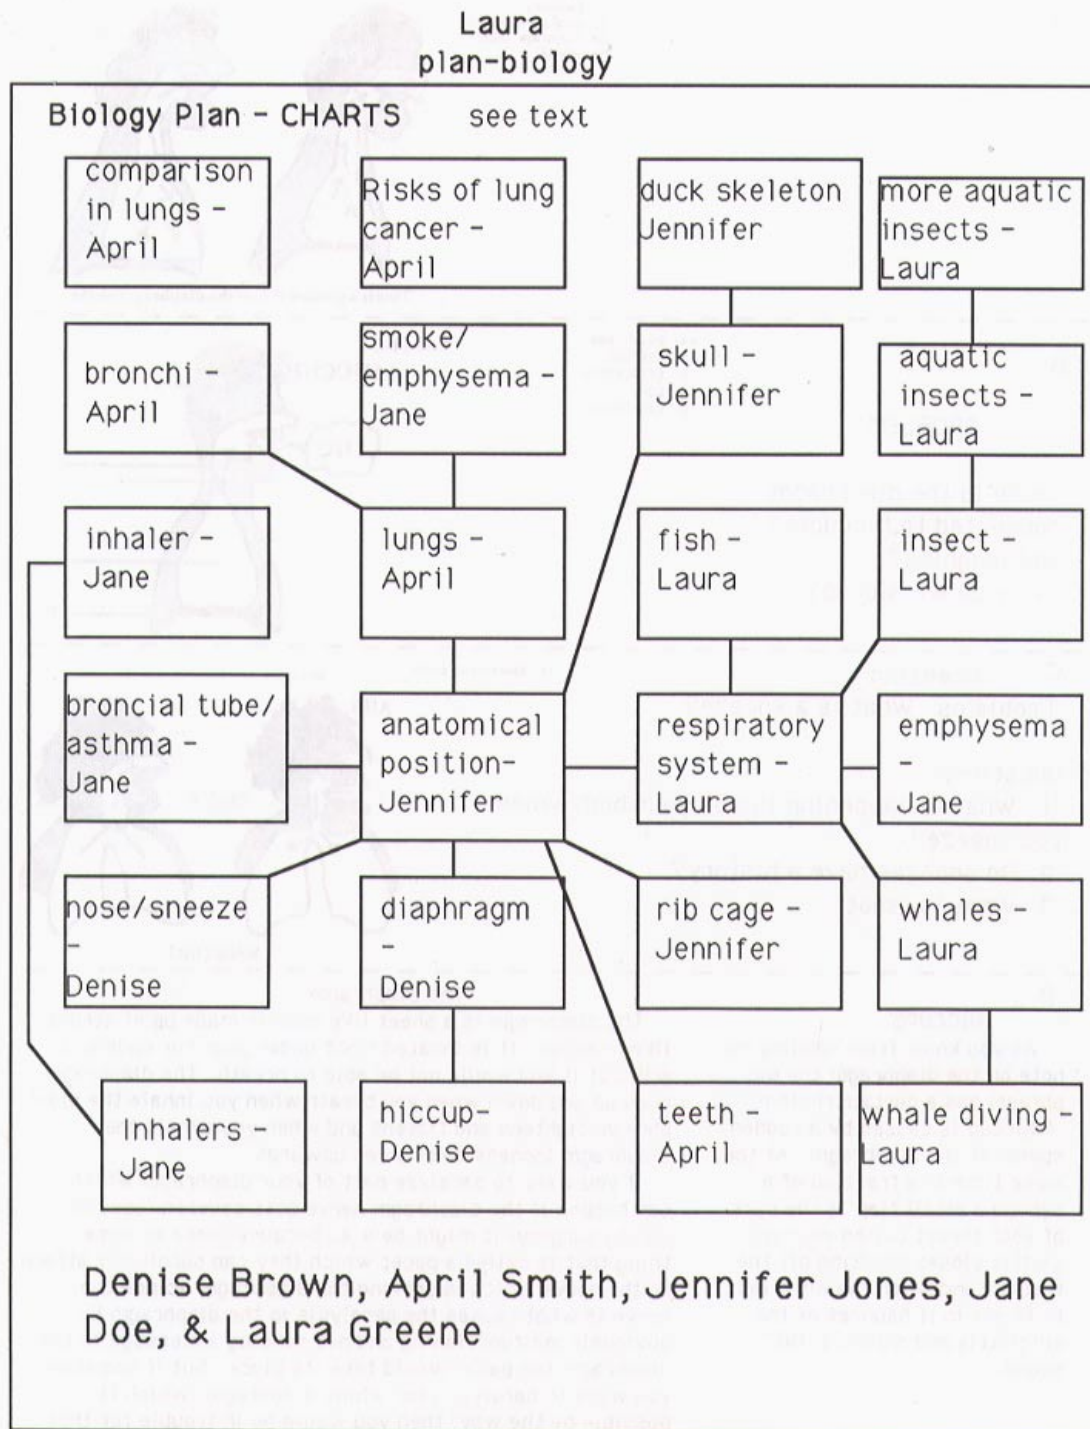 Laura
plan-biology
Biology Plan - CHARTS see text
comparison
in lungs -
April
Risks of lung
cancer -
April
duck skeleton
Jennifer
more aquatic
insects -
Laura
bronchi -
April
smoke/
emphysema -
Jane
skull -
Jennifer
aquatic
insects -
Laura
inhaler -
Jane
lungs -
April
fish -
Laura
insect -
Laura
broncial tube/
asthma -
Jane
anatomical
position-
Jennifer
respiratory
system -
Laura
emphysema
-
Jane
nose/sneeze
-
Denise
diaphragm
-
Denise
rib cage -
Jennifer
whales -
Laura
Inhalers -
Jane
hiccup-
Denise
teeth -
April
whale diving -
Laura
Denise Brown, April Smith, Jennifer Jones, Jane
Doe, & Laura Greene